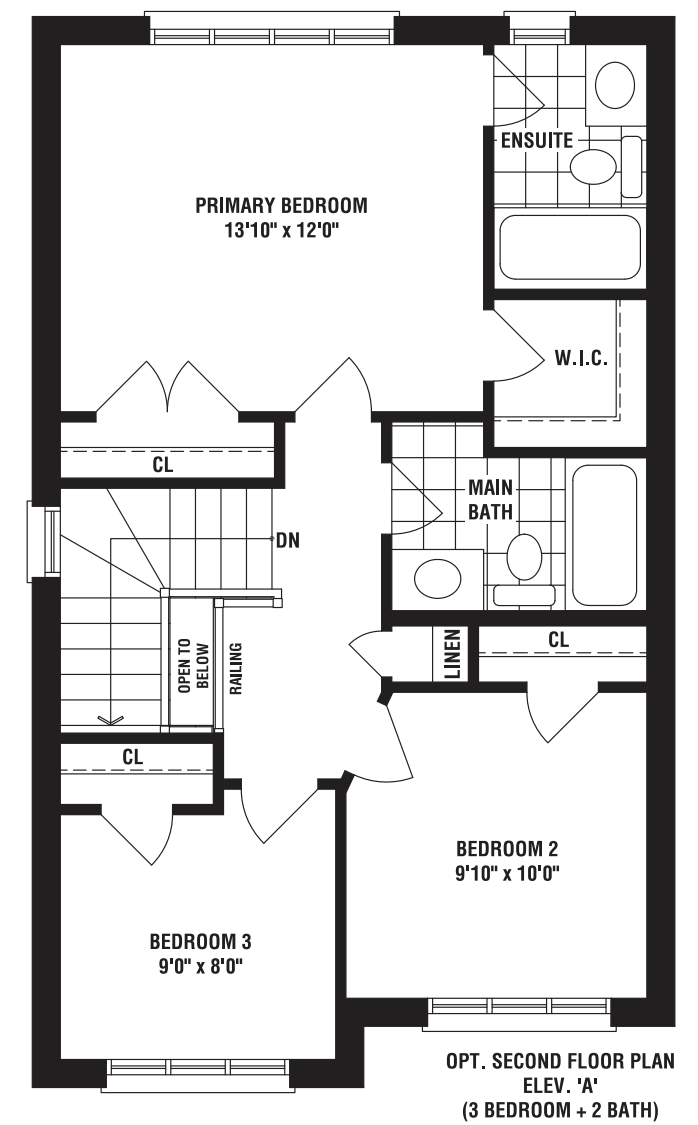 ENSUITE
PRIMARY BEDROOM
13'10" x 12'0"
W.I.C.
CL
MAIN
BATH
DN
OPEN TO
BELOW
RAILING
LINEN
CL
CL
BEDROOM 2
9'10" x 10'0"
BEDROOM 3
9'0" x 8'0"
OPT. SECOND FLOOR PLAN
ELEV. 'A'
(3 BEDROOM + 2 BATH)